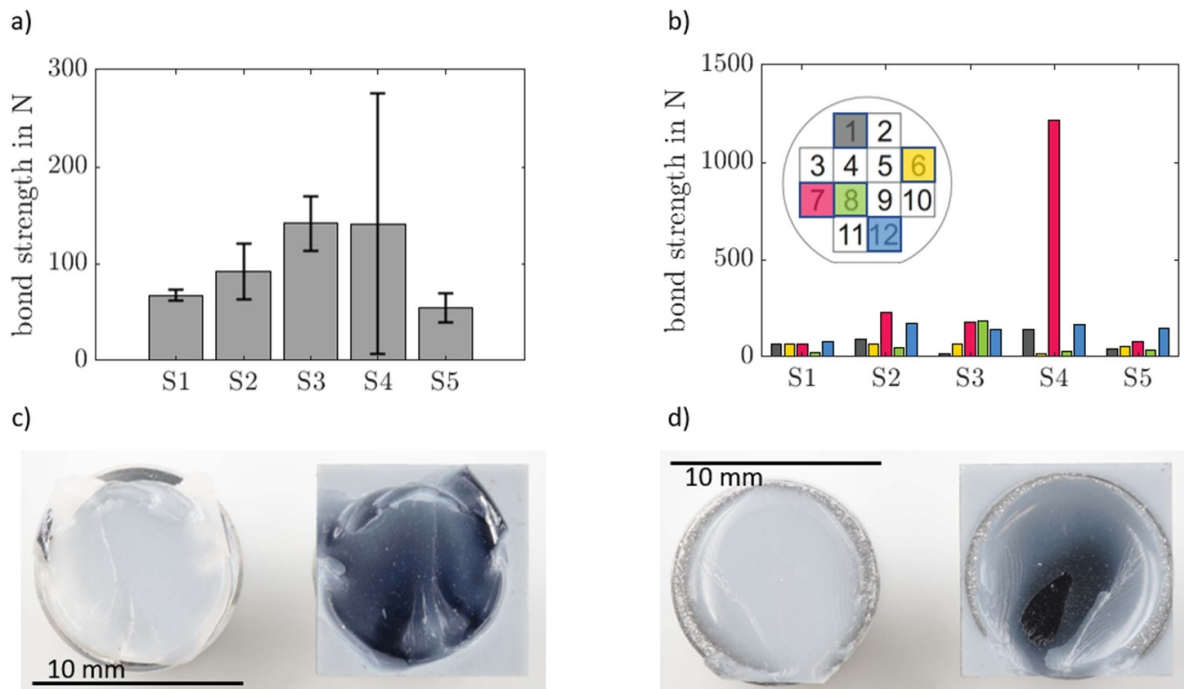 a)
300
200
100
0
bond strength in N
S1 S2 S3 S4 S5
b)
1500
1000
500
0
bond strength in N
1 2
3 4 5 6
7 8 9 10
11 12
S1 S2 S3 S4 S5
c)
10 mm
d)
10 mm